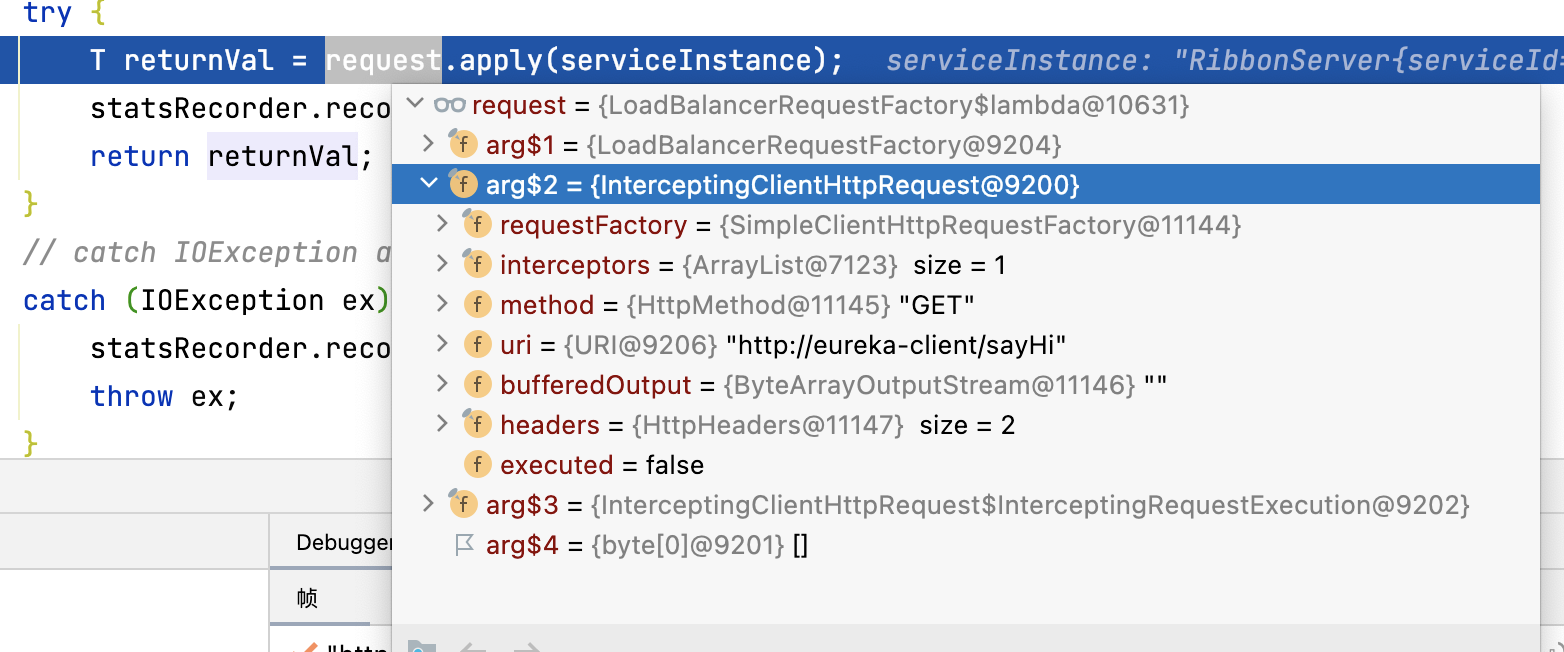 try {
T returnVal = request.apply(serviceInstance); serviceInstance: "RibbonServer{serviceId=
request = {LoadBalancerRequestFactory$lambda@10631}
statsRecorder.reco
arg$1 = {LoadBalancerRequestFactory@9204}
return returnVal;
arg$2 = {InterceptingClientHttpRequest@9200}
}
requestFactory = {SimpleClientHttpRequestFactory@11144}
// catch IOException a
interceptors = {ArrayList@7123} size = 1
catch (IOException ex)
method = {HttpMethod@11145} "GET"
uri = {URI@9206} "http://eureka-client/sayHi"
statsRecorder.reco
bufferedOutput = {ByteArrayOutputStream@11146} ""
throw ex;
headers = {HttpHeaders@11147} size = 2
}
executed = false
arg$3 = {InterceptingClientHttpRequest$InterceptingRequestExecution@9202}
Debugger
arg$4 = {byte[0]@9201} []
帧